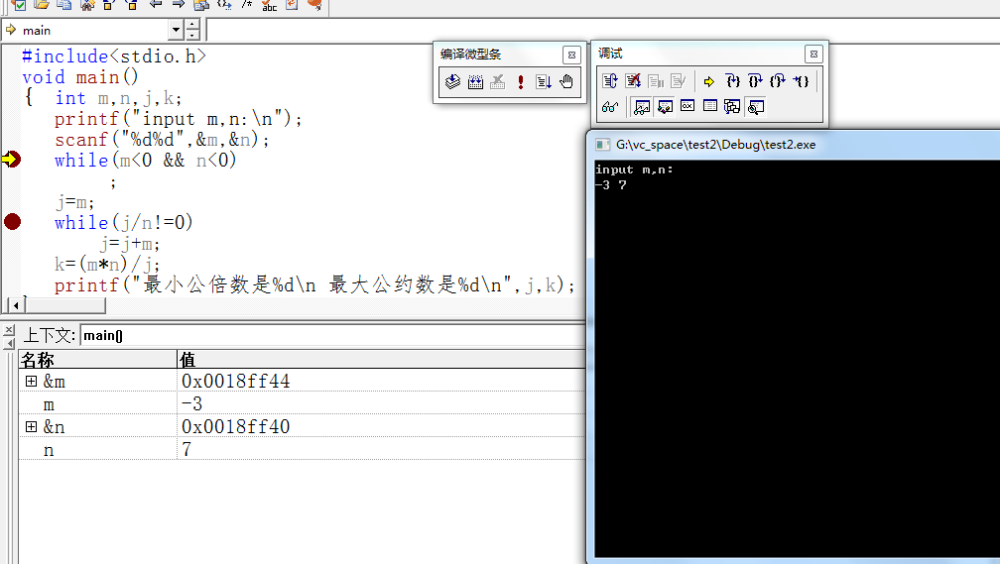 main
#include<stdio.h>
void main()
{ int m,n,j,k;
printf("input m,n:\n");
scanf("%d%d",&m,&n);
while(m<0 && n<0)
;
j=m;
while(j/n!=0)
j=j+m;
k=(m*n)/j;
printf("最小公倍数是%d\n 最大公约数是%d\n",j,k);
编译微型条
调试
G:\vc_space\test2\Debug\test2.exe
input m,n:
-3 7
上下文: main()
名称 值
&m 0x0018ff44
m -3
&n 0x0018ff40
n 7